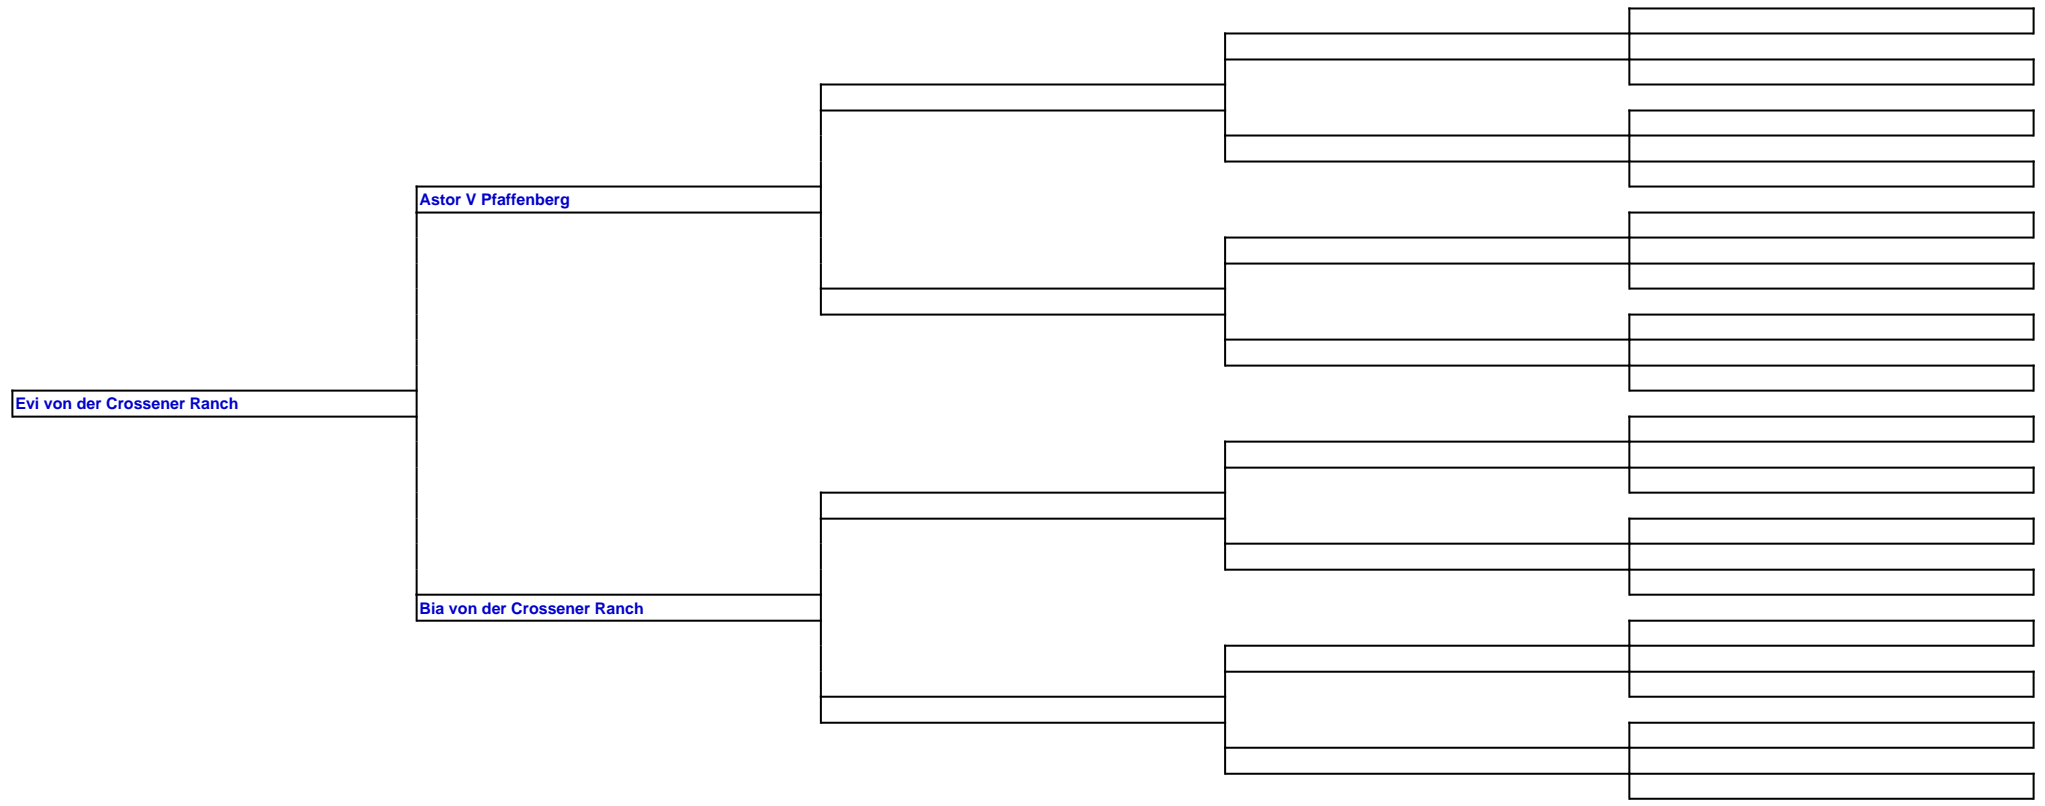 Astor V Pfaffenberg
Evi von der Crossener Ranch
Bia von der Crossener Ranch